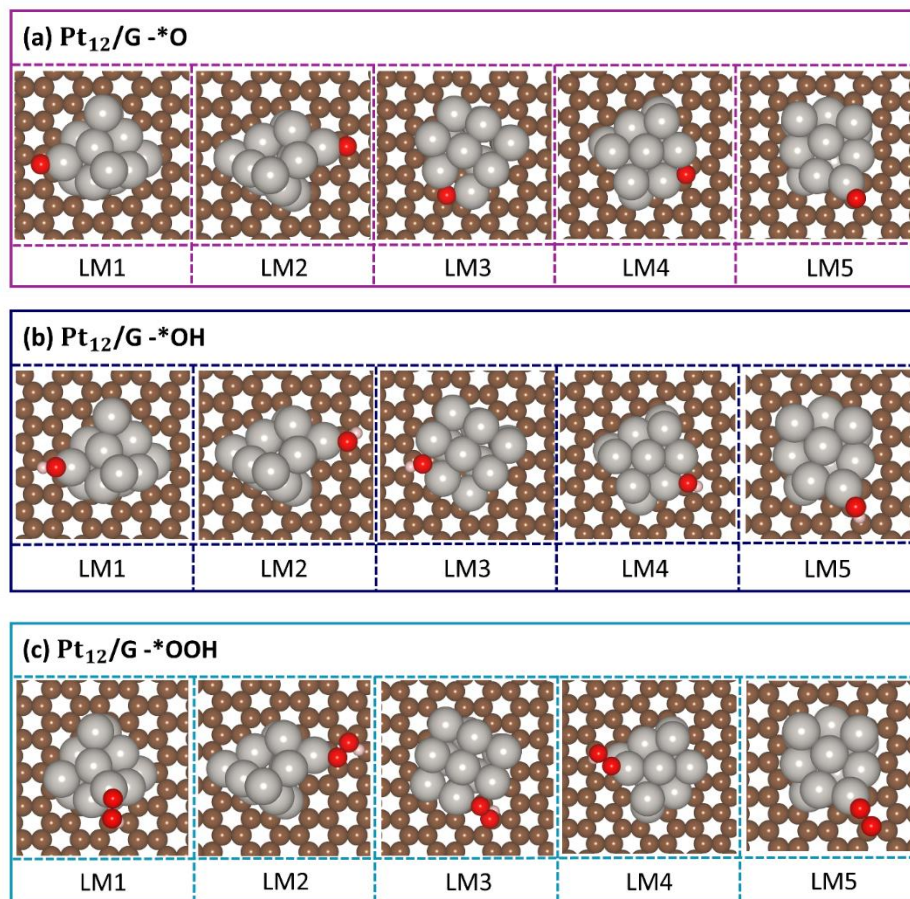 (a) Pt₁₂/G -*O
LM1 LM2 LM3 LM4 LM5
(b) Pt₁₂/G -*OH
LM1 LM2 LM3 LM4 LM5
(c) Pt₁₂/G -*OOH
LM1 LM2 LM3 LM4 LM5